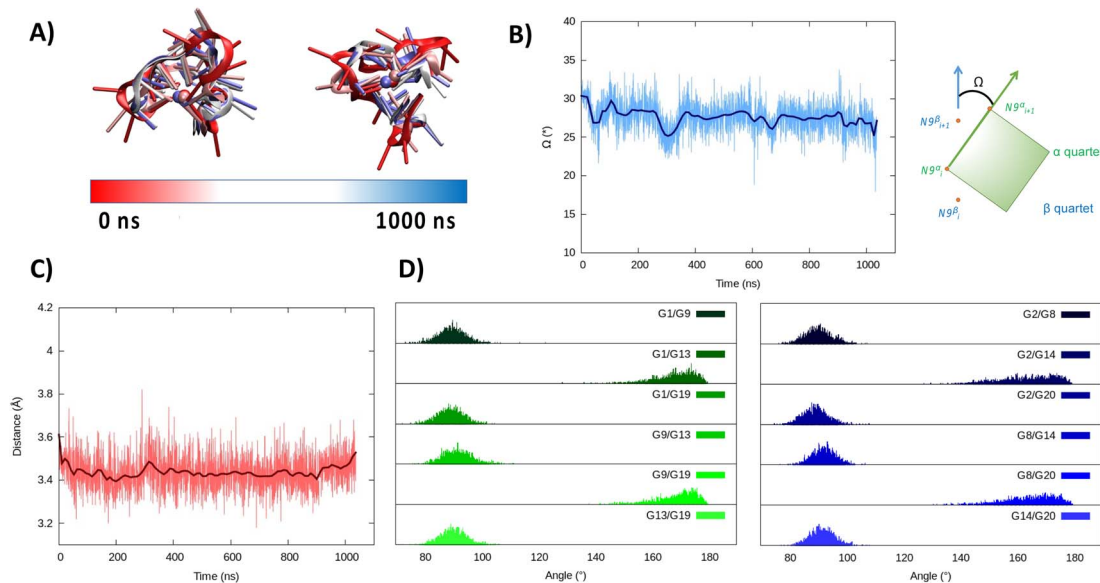 A)
0 ns
1000 ns
B)
40
35
30
25
20
15
10
Ω (°)
0 200 400 600 800 1000
Time (ns)
Ω
N9β i+1
N9α i+1
N9α i
N9β i
α quarte
β quartet
C)
4.2
4
3.8
3.6
3.4
3.2
Distance (Å)
0 200 400 600 800 1000
Time (ns)
D)
G1/G9
G1/G13
G1/G19
G9/G13
G9/G19
G13/G19
80 100 120 140 160 180
Angle (°)
G2/G8
G2/G14
G2/G20
G8/G14
G8/G20
G14/G20
80 100 120 140 160 180
Angle (°)